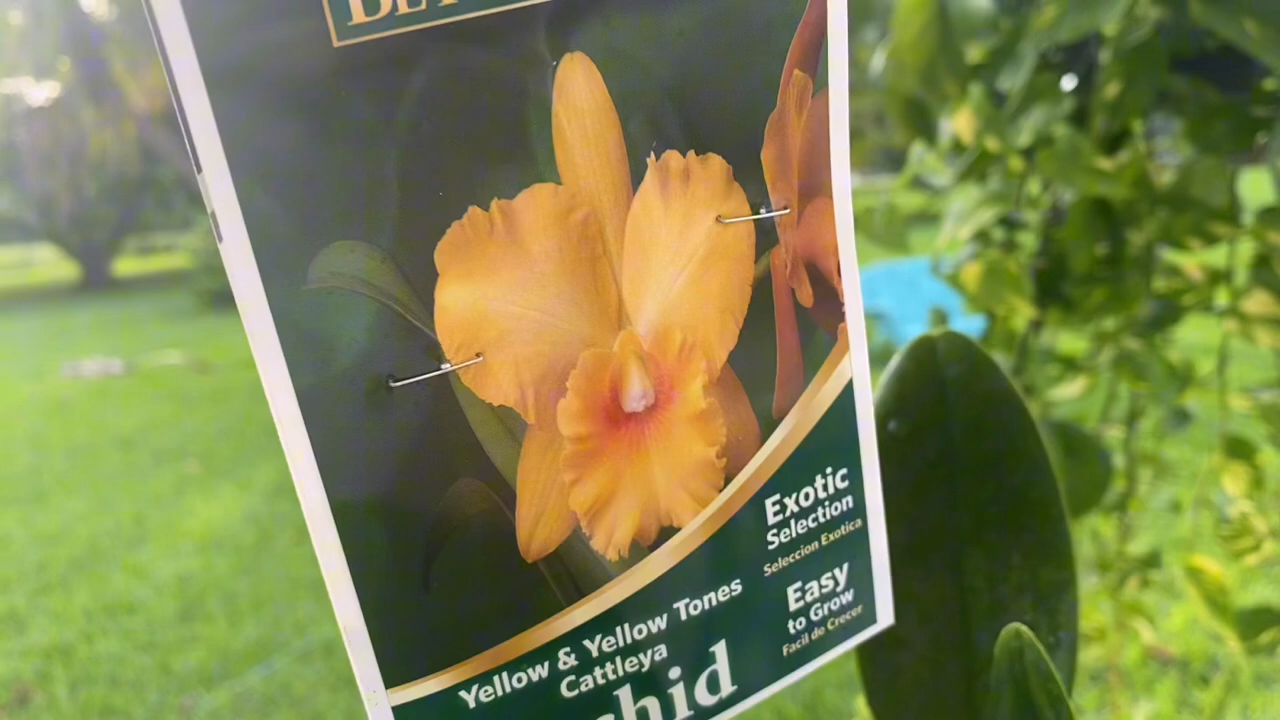 Exotic
Selection
Seleccion Exotica
Easy
to Grow
Facil de Crecer
Yellow & Yellow Tones
Cattleya